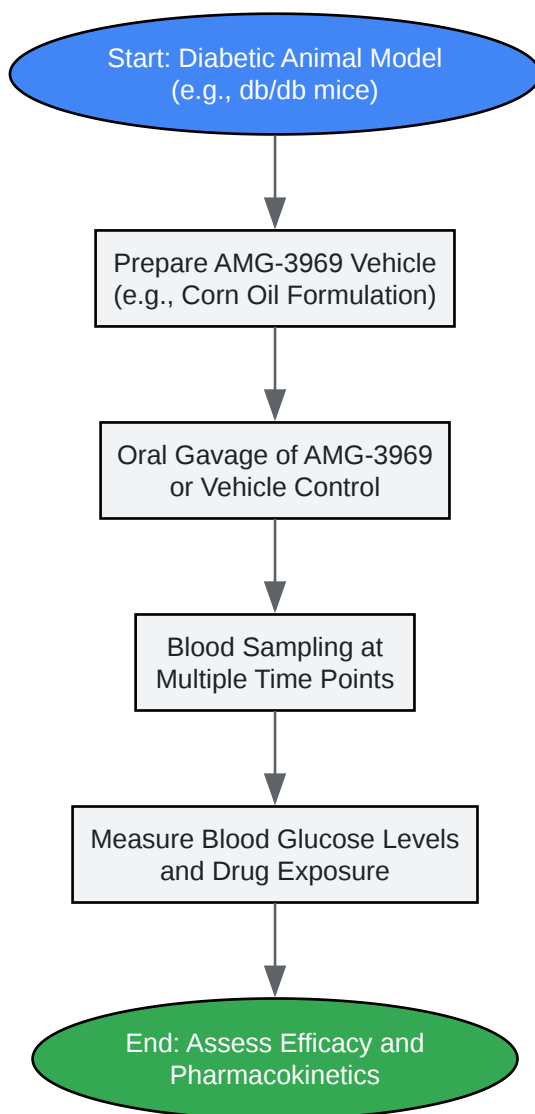 Start: Diabetic Animal Model
(e.g., db/db mice)
Prepare AMG-3969 Vehicle
(e.g., Corn Oil Formulation)
Oral Gavage of AMG-3969
or Vehicle Control
Blood Sampling at
Multiple Time Points
Measure Blood Glucose Levels
and Drug Exposure
End: Assess Efficacy and
Pharmacokinetics